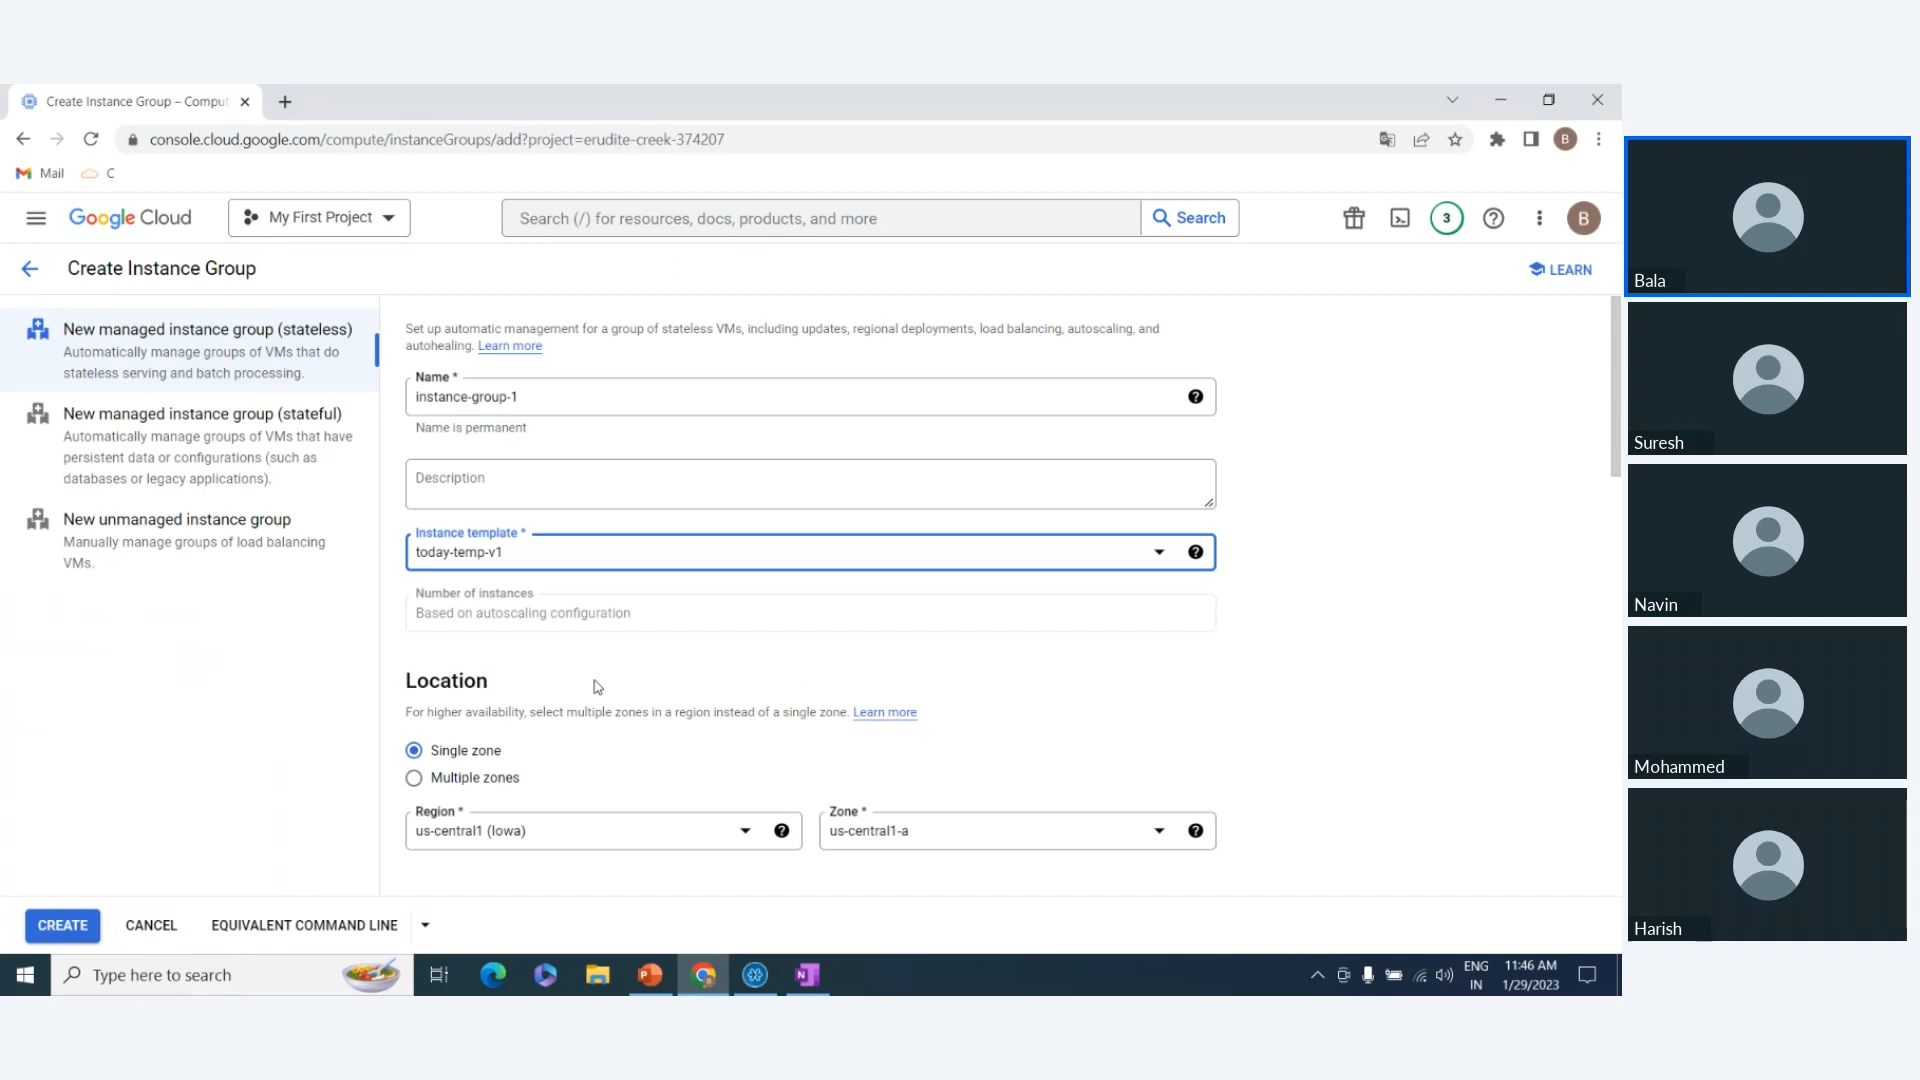 Create Instance Group – Comput
console.cloud.google.com/compute/instanceGroups/add?project=erudite-creek-374207
B
Mail
C
Google Cloud
My First Project
Search (/) for resources, docs, products, and more
Search
3
B
Create Instance Group
LEARN
New managed instance group (stateless)
Automatically manage groups of VMs that do
stateless serving and batch processing.
New managed instance group (stateful)
Automatically manage groups of VMs that have
persistent data or configurations (such as
databases or legacy applications).
New unmanaged instance group
Manually manage groups of load balancing
VMs.
Set up automatic management for a group of stateless VMs, including updates, regional deployments, load balancing, autoscaling, and
autohealing. Learn more
Name *
instance-group-1
Name is permanent
Description
Instance template *
today-temp-v1
Number of instances
Based on autoscaling configuration
Location
For higher availability, select multiple zones in a region instead of a single zone. Learn more
Single zone
Multiple zones
Region *
us-central1 (Iowa)
Zone *
us-central1-a
CREATE
CANCEL
EQUIVALENT COMMAND LINE
Type here to search
ENG
IN
11:46 AM
1/29/2023
Bala
Suresh
Navin
Mohammed
Harish